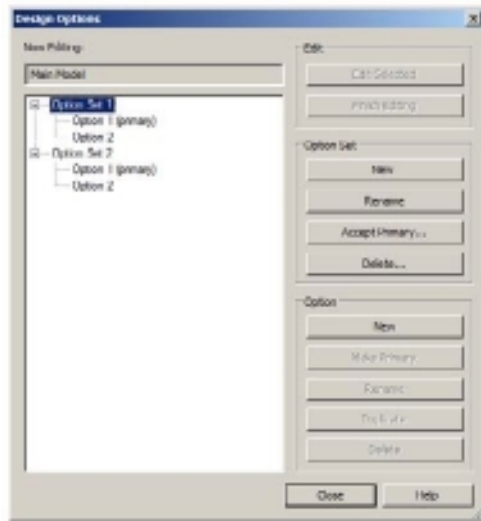 Design Options
Now Editing:
Main Model
Option Set 1
Option 1 (primary)
Option 2
Option Set 2
Option 1 (primary)
Option 2
Edit
Edit Selected
Finish Editing
Option Set
New
Rename
Accept Primary...
Delete...
Option
New
Make Primary
Rename
Duplicate
Delete
Close
Help